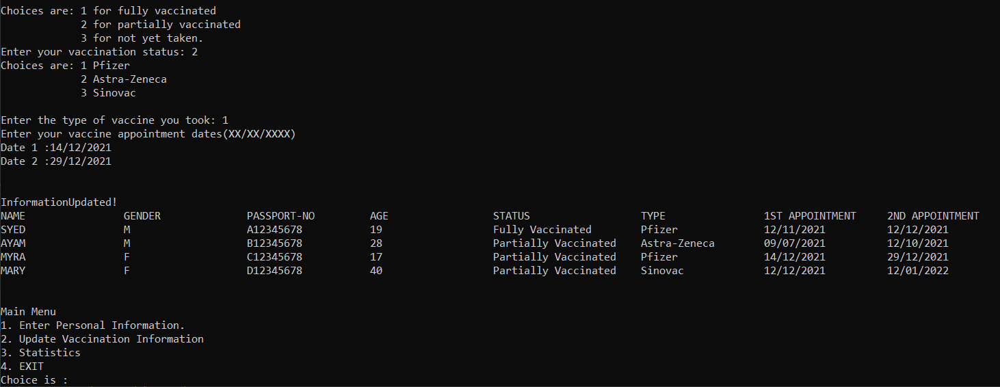 Choices are: 1 for fully vaccinated
             2 for partially vaccinated
             3 for not yet taken.
Enter your vaccination status: 2
Choices are: 1 Pfizer
             2 Astra-Zeneca
             3 Sinovac
Enter the type of vaccine you took: 1
Enter your vaccine appointment dates(XX/XX/XXXX)
Date 1 :14/12/2021
Date 2 :29/12/2021
InformationUpdated!
NAME                GENDER              PASSPORT-NO         AGE                 STATUS                  TYPE                1ST APPOINTMENT     2ND APPOINTMENT
SYED                M                   A12345678           19                  Fully Vaccinated        Pfizer              12/11/2021          12/12/2021
AYAM                M                   B12345678           28                  Partially Vaccinated    Astra-Zeneca        09/07/2021          12/10/2021
MYRA                F                   C12345678           17                  Partially Vaccinated    Pfizer              14/12/2021          29/12/2021
MARY                F                   D12345678           40                  Partially Vaccinated    Sinovac             12/12/2021          12/01/2022
Main Menu
1. Enter Personal Information.
2. Update Vaccination Information
3. Statistics
4. EXIT
Choice is :